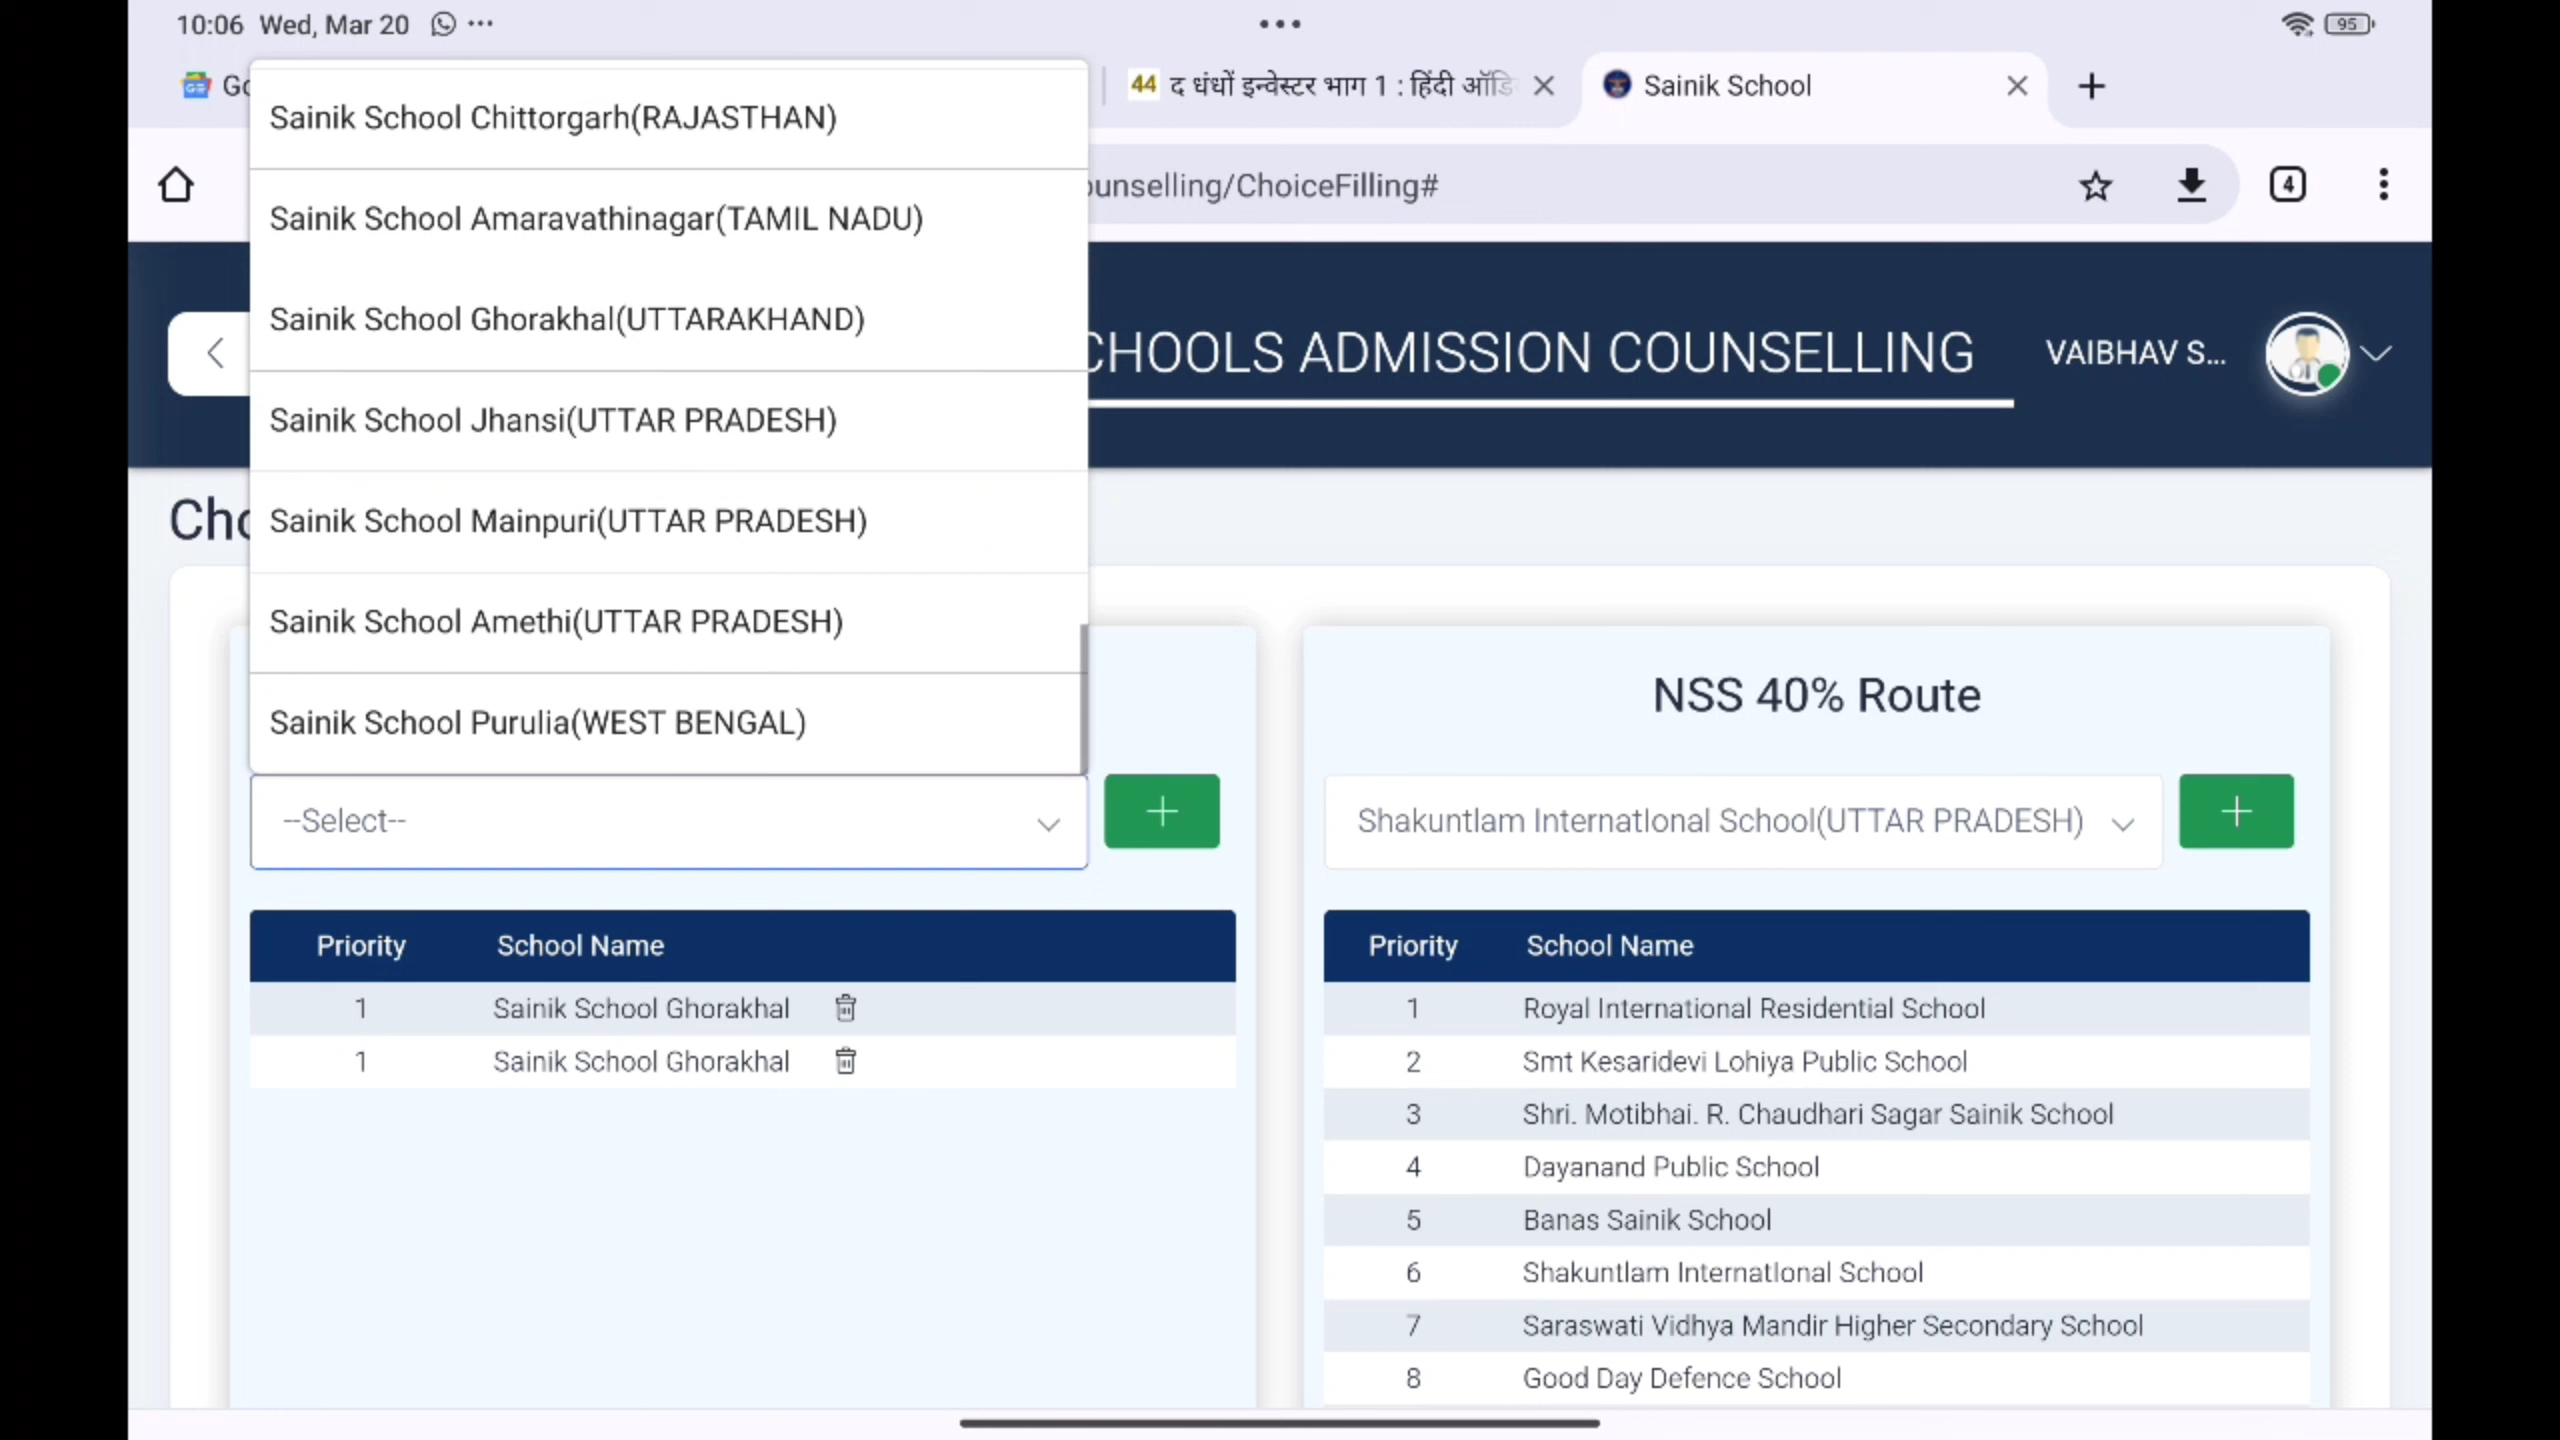 10:06 Wed, Mar 20
95
Go
44 द धंधों इन्वेस्टर भाग 1 : हिंदी ऑडि
Sainik School
ounselling/ChoiceFilling#
4
CHOOLS ADMISSION COUNSELLING
VAIBHAV S...
Cho
Sainik School Chittorgarh(RAJASTHAN)
Sainik School Amaravathinagar(TAMIL NADU)
Sainik School Ghorakhal(UTTARAKHAND)
Sainik School Jhansi(UTTAR PRADESH)
Sainik School Mainpuri(UTTAR PRADESH)
Sainik School Amethi(UTTAR PRADESH)
Sainik School Purulia(WEST BENGAL)
--Select--
Priority School Name
1 Sainik School Ghorakhal
1 Sainik School Ghorakhal
NSS 40% Route
Shakuntlam InternatIonal School(UTTAR PRADESH)
Priority School Name
1 Royal International Residential School
2 Smt Kesaridevi Lohiya Public School
3 Shri. Motibhai. R. Chaudhari Sagar Sainik School
4 Dayanand Public School
5 Banas Sainik School
6 Shakuntlam InternatIonal School
7 Saraswati Vidhya Mandir Higher Secondary School
8 Good Day Defence School